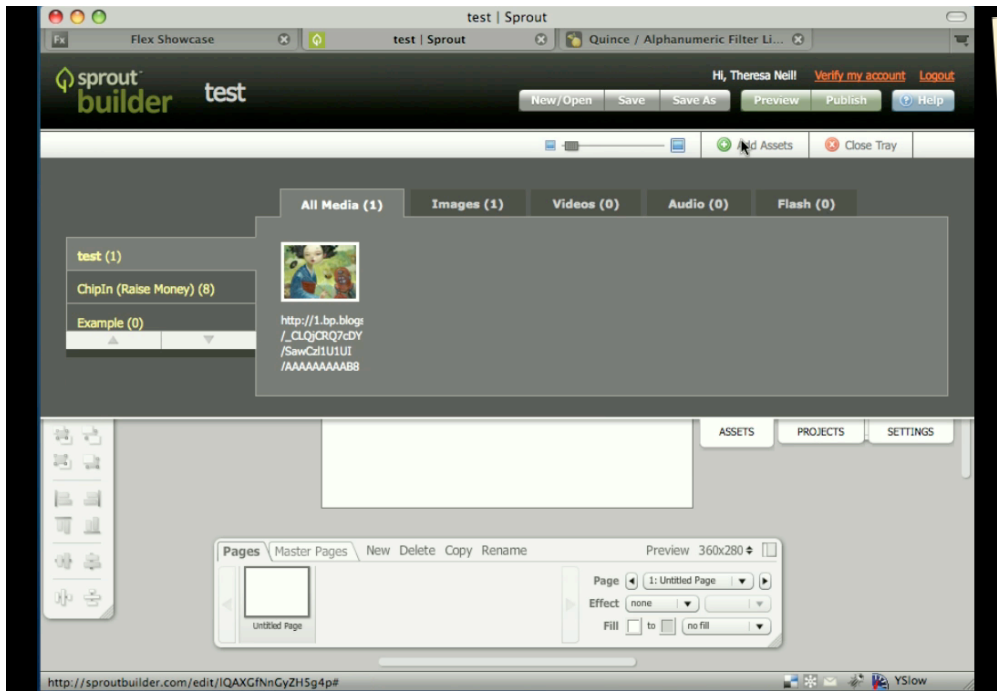 test | Sprout
Flex Showcase
test | Sprout
Quince / Alphanumeric Filter Li...
sprout
builder
test
Hi, Theresa Neill! Verify my account Logout
New/Open Save Save As Preview Publish Help
Add Assets Close Tray
All Media (1) Images (1) Videos (0) Audio (0) Flash (0)
test (1)
ChipIn (Raise Money) (8)
Example (0)
http://1.bp.blogs
/_CLQjCRQ7cDY
/SawCzl1U1UI
/AAAAAAAAAB8
ASSETS PROJECTS SETTINGS
Pages Master Pages New Delete Copy Rename Preview 360x280
Page 1: Untitled Page
Effect none
Fill to no fill
Untitled Page
http://sproutbuilder.com/edit/IQAXGfNnGyZH5g4p#
YSlow